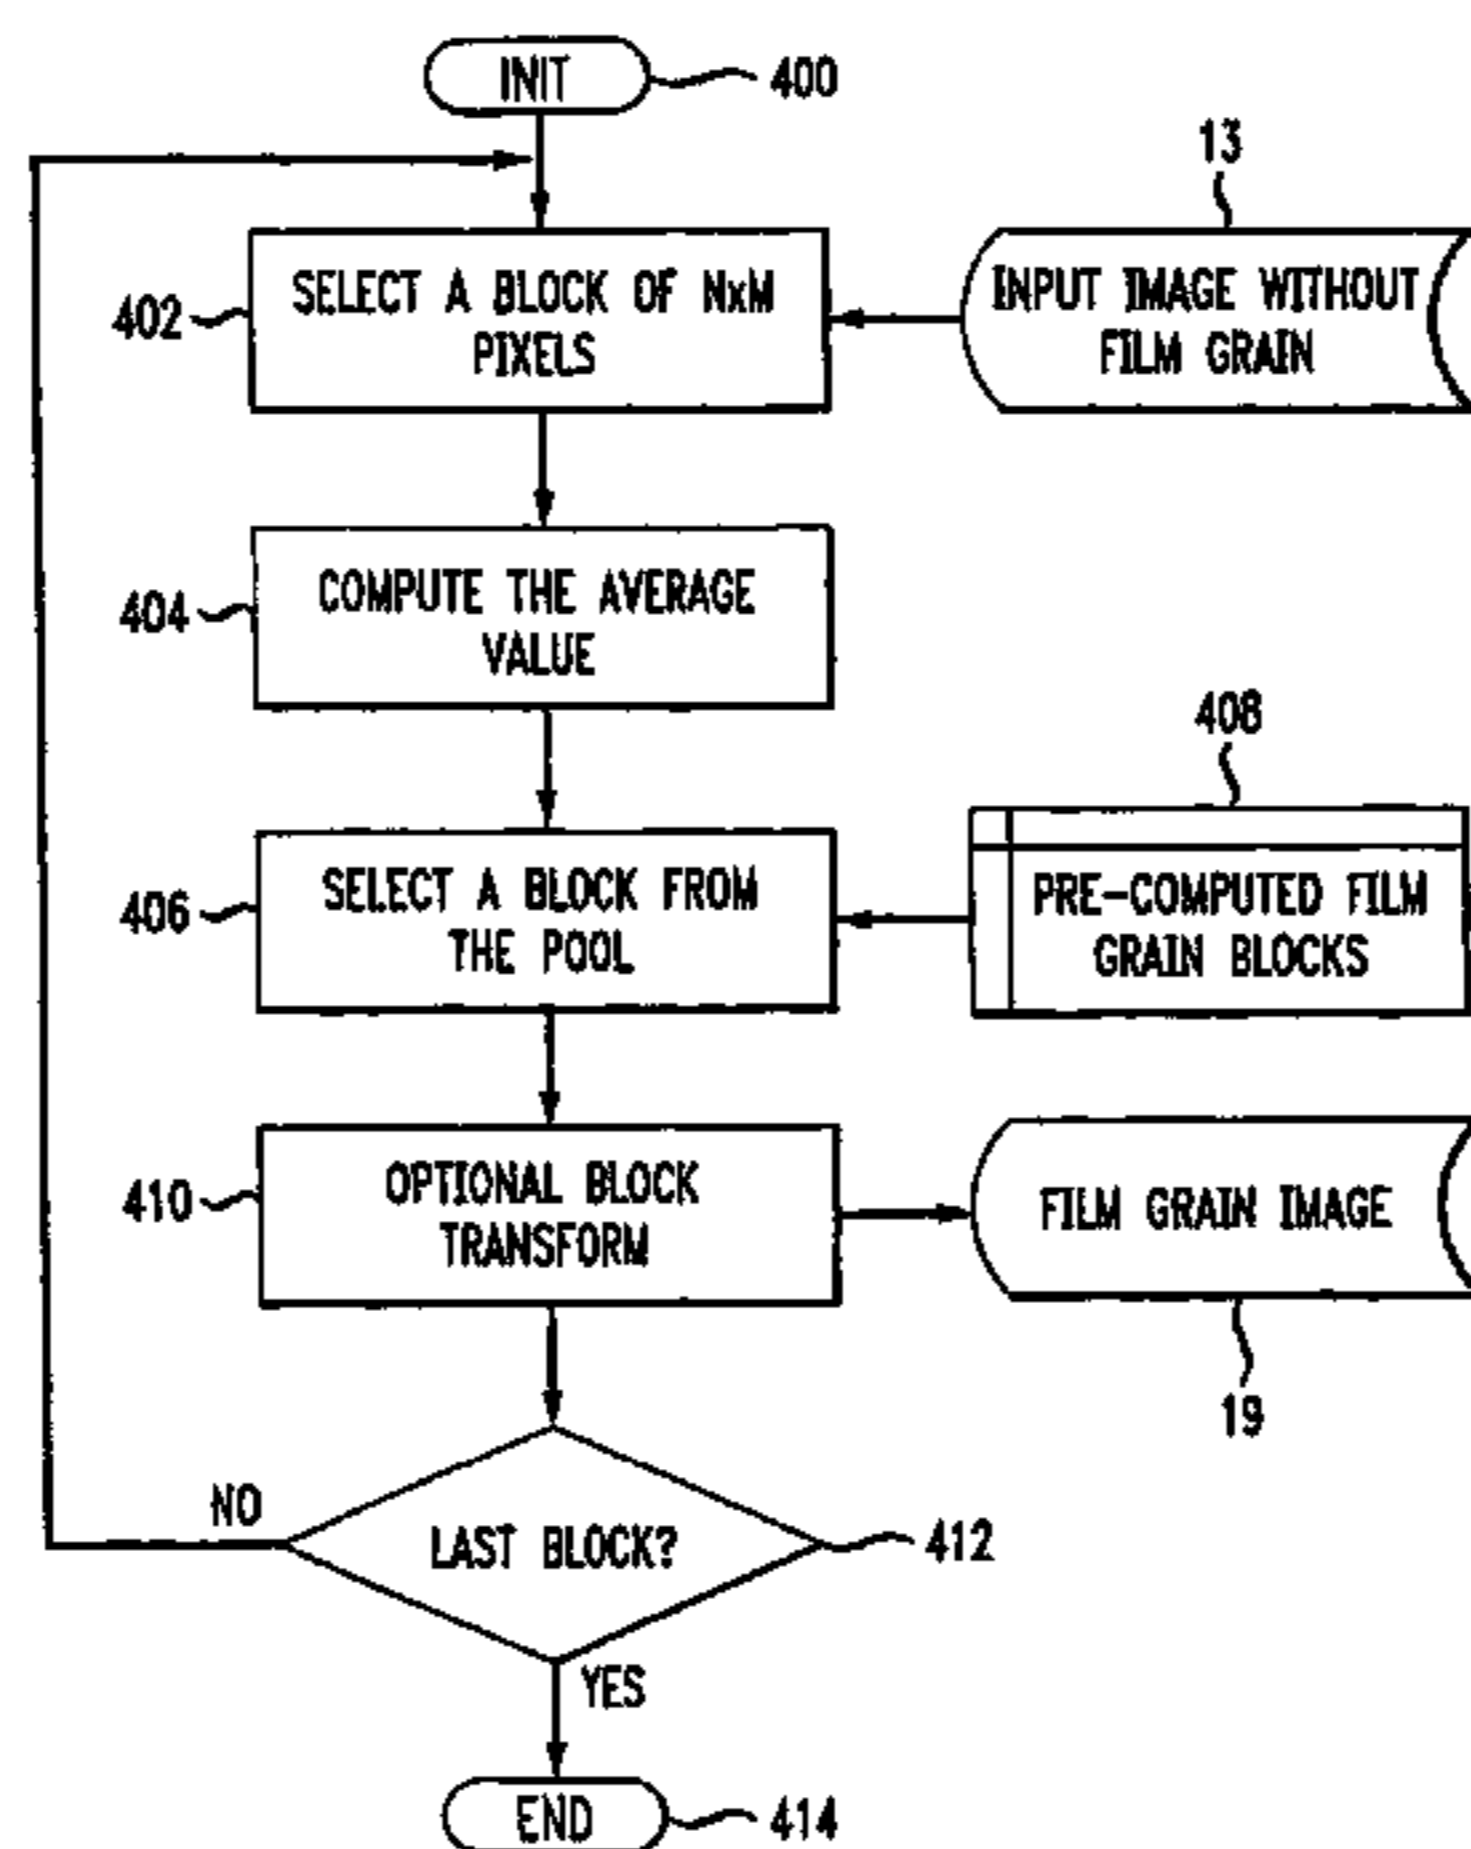 INIT
400
13
402
SELECT A BLOCK OF NxM
PIXELS
INPUT IMAGE WITHOUT
FILM GRAIN
404
COMPUTE THE AVERAGE
VALUE
408
406
SELECT A BLOCK FROM
THE POOL
PRE-COMPUTED FILM
GRAIN BLOCKS
410
OPTIONAL BLOCK
TRANSFORM
FILM GRAIN IMAGE
19
NO
LAST BLOCK?
412
YES
END
414